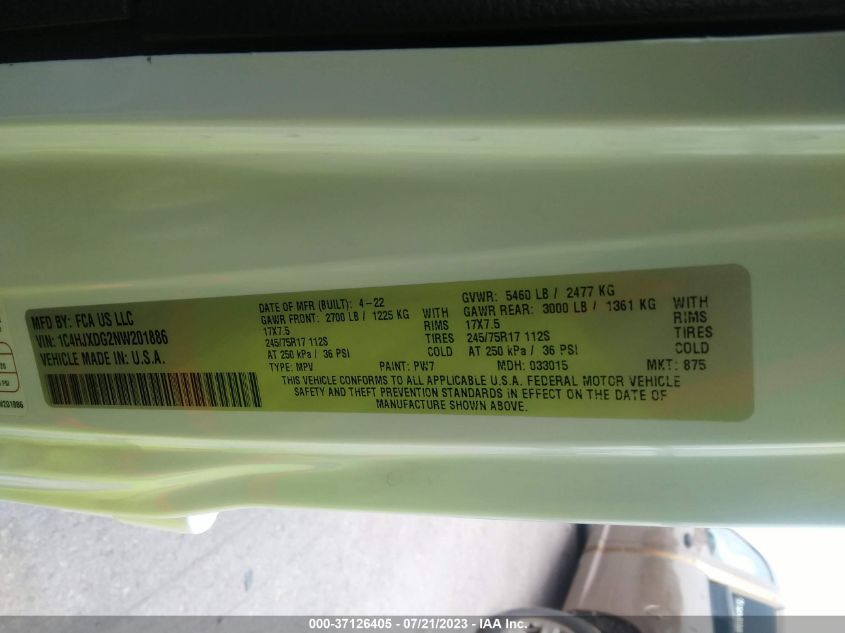 MFD BY: FCA US LLC
VIN: 1C4HJXDG2NW201886
VEHICLE MADE IN: U.S.A.
DATE OF MFR (BUILT): 4-22
GAWR FRONT: 2700 LB / 1225 KG WITH
17X7.5 RIMS
245/75R17 112S TIRES
AT 250 kPa / 36 PSI COLD
GVWR: 5460 LB / 2477 KG
GAWR REAR: 3000 LB / 1361 KG WITH
17X7.5 RIMS
245/75R17 112S TIRES
AT 250 kPa / 36 PSI COLD
TYPE: MPV PAINT: PW7 MDH: 033015 MKT: 875
THIS VEHICLE CONFORMS TO ALL APPLICABLE U.S.A. FEDERAL MOTOR VEHICLE
SAFETY AND THEFT PREVENTION STANDARDS IN EFFECT ON THE DATE OF
MANUFACTURE SHOWN ABOVE.
PSI
W201886
000-37126405 - 07/21/2023 - IAA Inc.